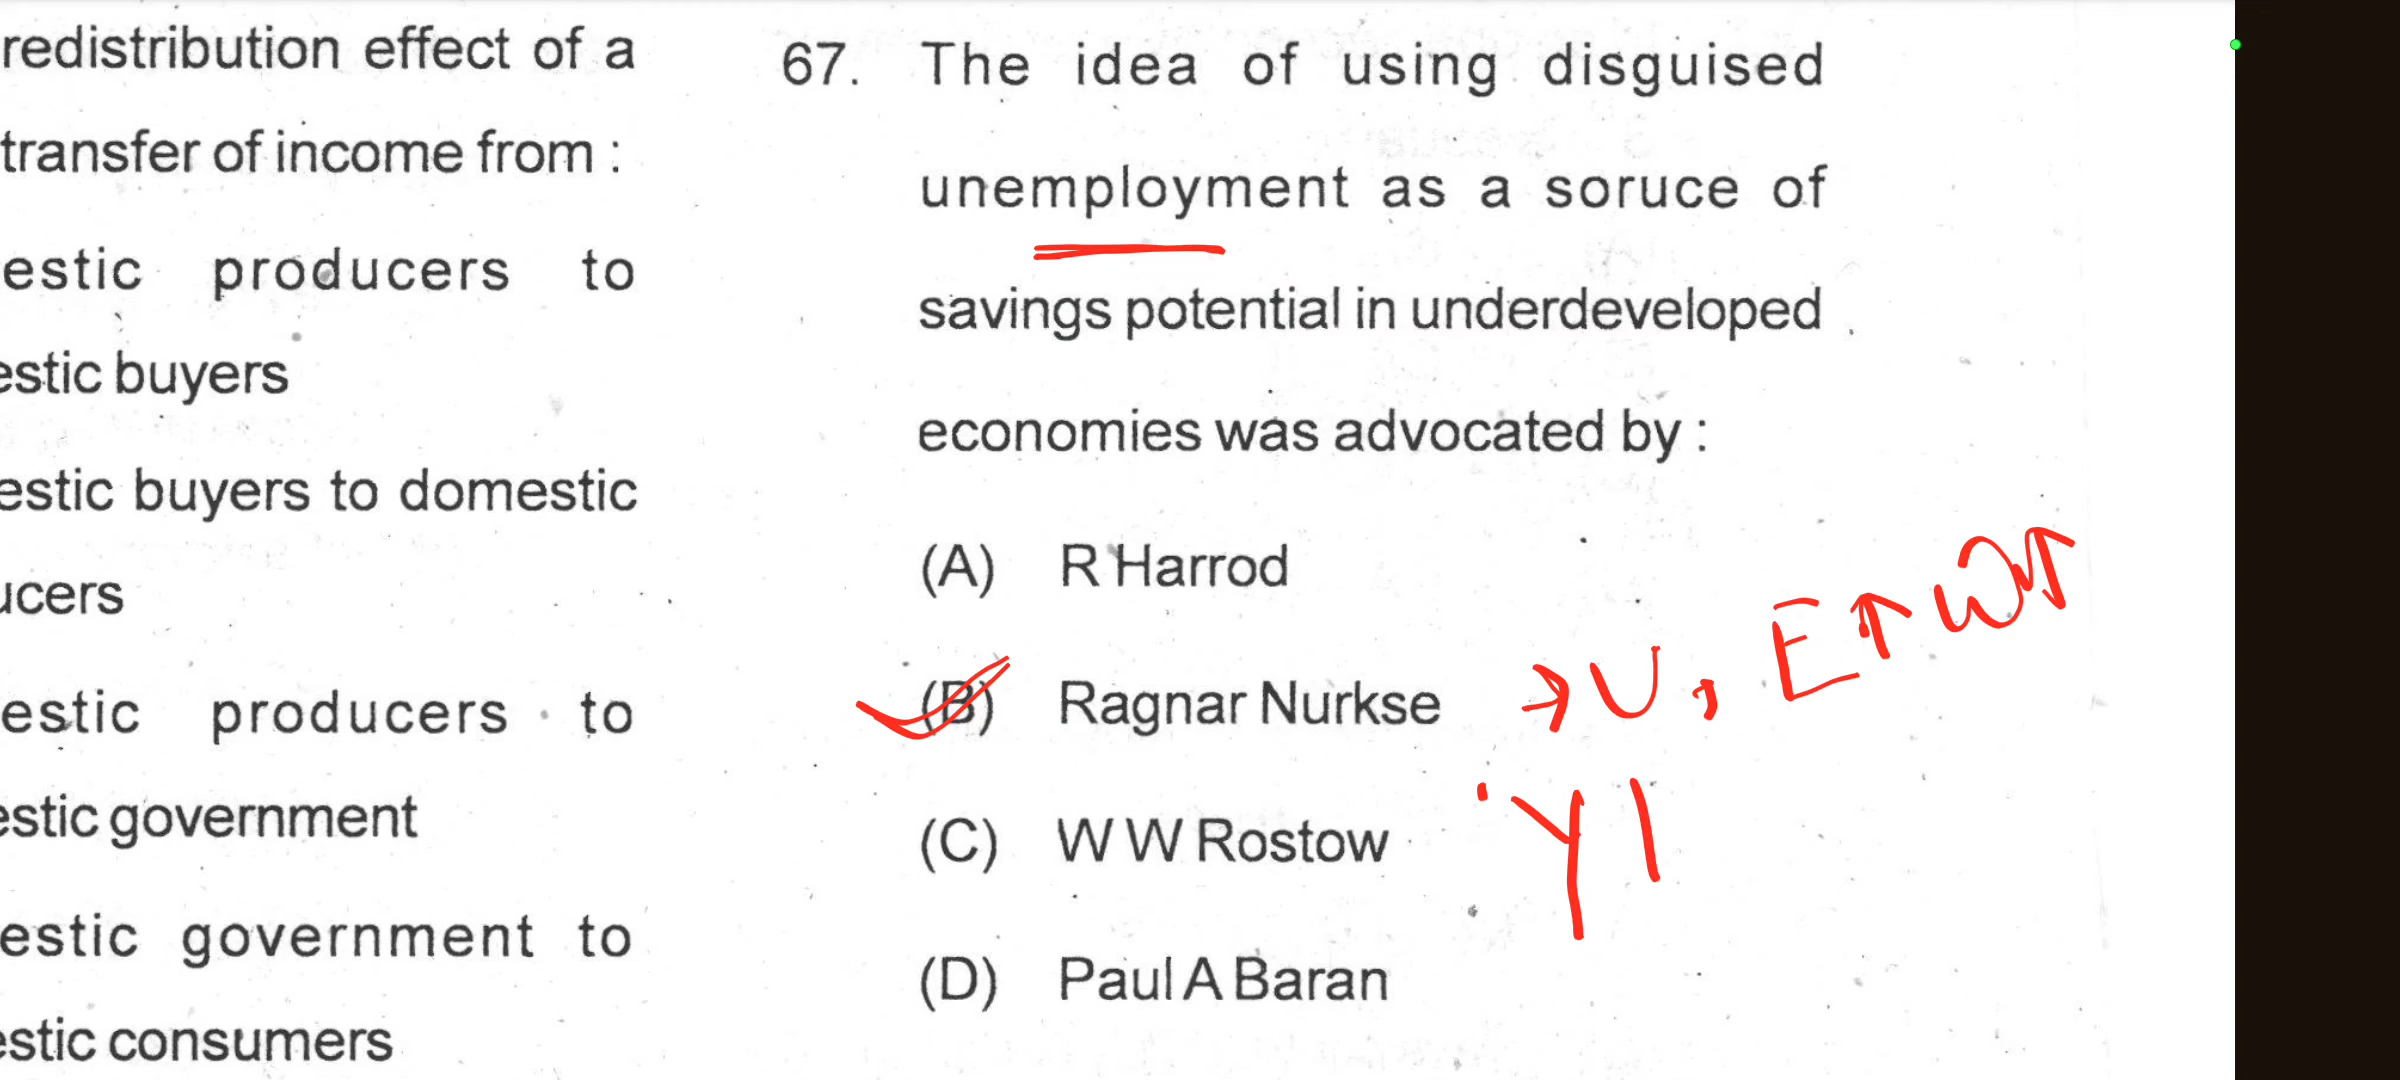 redistribution effect of a
transfer of income from :
estic producers to
estic buyers
estic buyers to domestic
ucers
estic producers to
estic government
estic government to
estic consumers
67. The idea of using disguised
unemployment as a soruce of
savings potential in underdeveloped
economies was advocated by :
(A) R Harrod
(B) Ragnar Nurkse → U, E↑ W↑
Y
(C) W W Rostow
(D) Paul A Baran